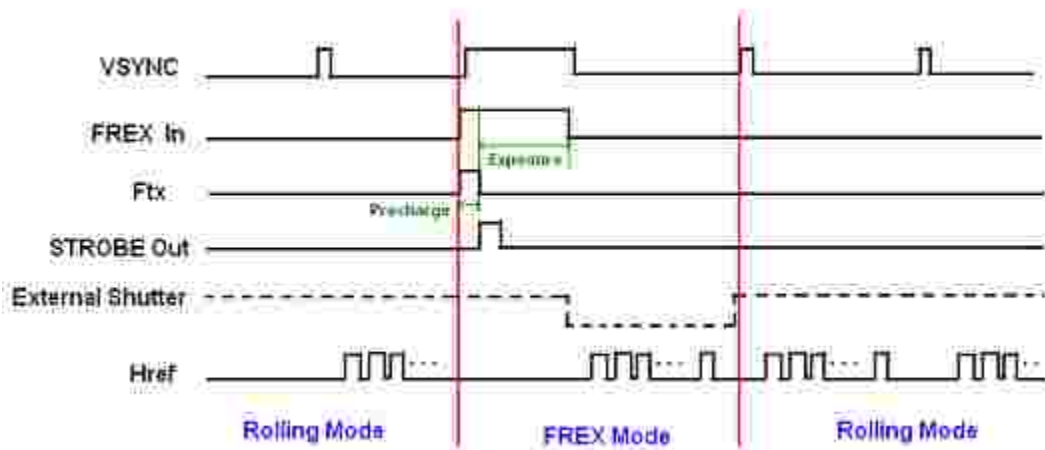 VSYNC
FREX In
Exposure
Ftx
Precharge
STROBE Out
External Shutter
Href
Rolling Mode
FREX Mode
Rolling Mode